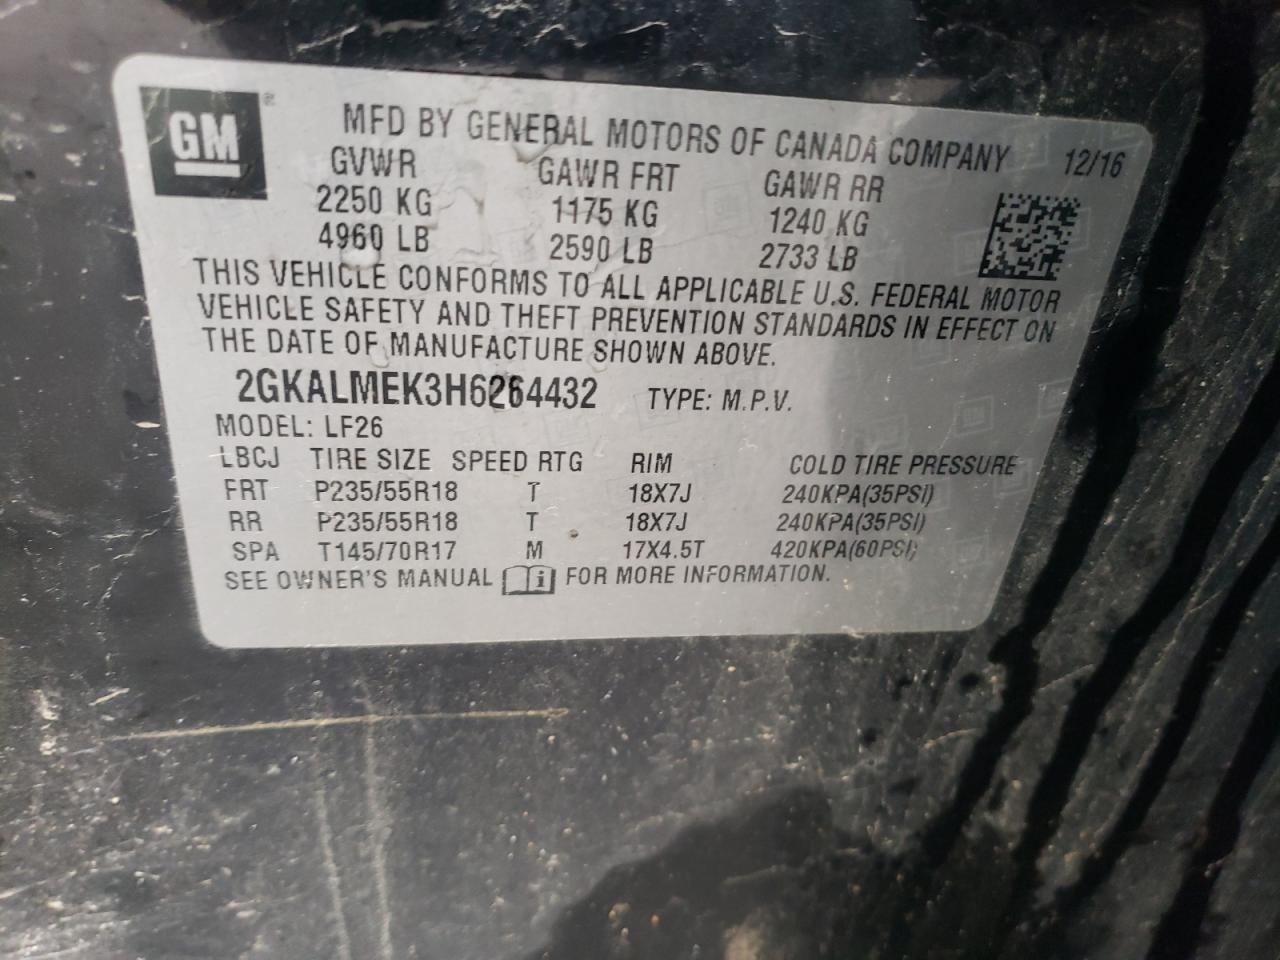 GM ®
MFD BY GENERAL MOTORS OF CANADA COMPANY 12/16
GVWR GAWR FRT GAWR RR
2250 KG 1175 KG 1240 KG
4960 LB 2590 LB 2733 LB
THIS VEHICLE CONFORMS TO ALL APPLICABLE U.S. FEDERAL MOTOR
VEHICLE SAFETY AND THEFT PREVENTION STANDARDS IN EFFECT ON
THE DATE OF MANUFACTURE SHOWN ABOVE.
2GKALMEK3H6264432 TYPE: M.P.V.
MODEL: LF26
LBCJ TIRE SIZE SPEED RTG RIM COLD TIRE PRESSURE
FRT P235/55R18 T 18X7J 240KPA(35PSI)
RR P235/55R18 T 18X7J 240KPA(35PSI)
SPA T145/70R17 M 17X4.5T 420KPA(60PSI)
SEE OWNER'S MANUAL i FOR MORE INFORMATION.